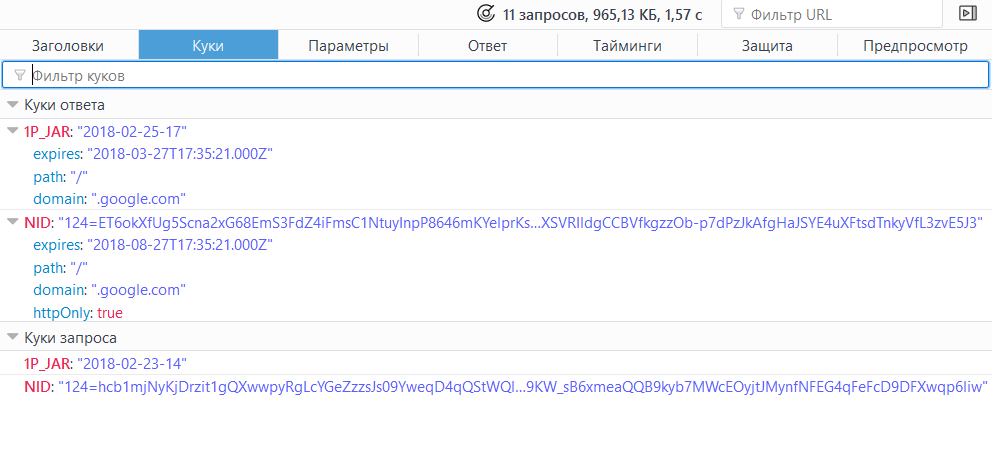 11 запросов, 965,13 КБ, 1,57 с
Фильтр URL
Заголовки
Куки
Параметры
Ответ
Тайминги
Защита
Предпросмотр
Фильтр куков
Куки ответа
1P_JAR: "2018-02-25-17"
expires: "2018-03-27T17:35:21.000Z"
path: "/"
domain: ".google.com"
NID: "124=ET6okXfUg5Scna2xG68EmS3FdZ4iFmsC1NtuyInpP8646mKYeIprKs…XSVRIldgCCBVfkgzzOb-p7dPzJkAfgHaJSYE4uXFtsdTnkyVfL3zvE5J3"
expires: "2018-08-27T17:35:21.000Z"
path: "/"
domain: ".google.com"
httpOnly: true
Куки запроса
1P_JAR: "2018-02-23-14"
NID: "124=hcb1mjNyKjDrzit1gQXwwpyRgLcYGeZzzsJs09YweqD4qQStWQl…9KW_sB6xmeaQQB9kyb7MWcEOyjtJMynfNFEG4qFeFcD9DFXwqp6Iiw"